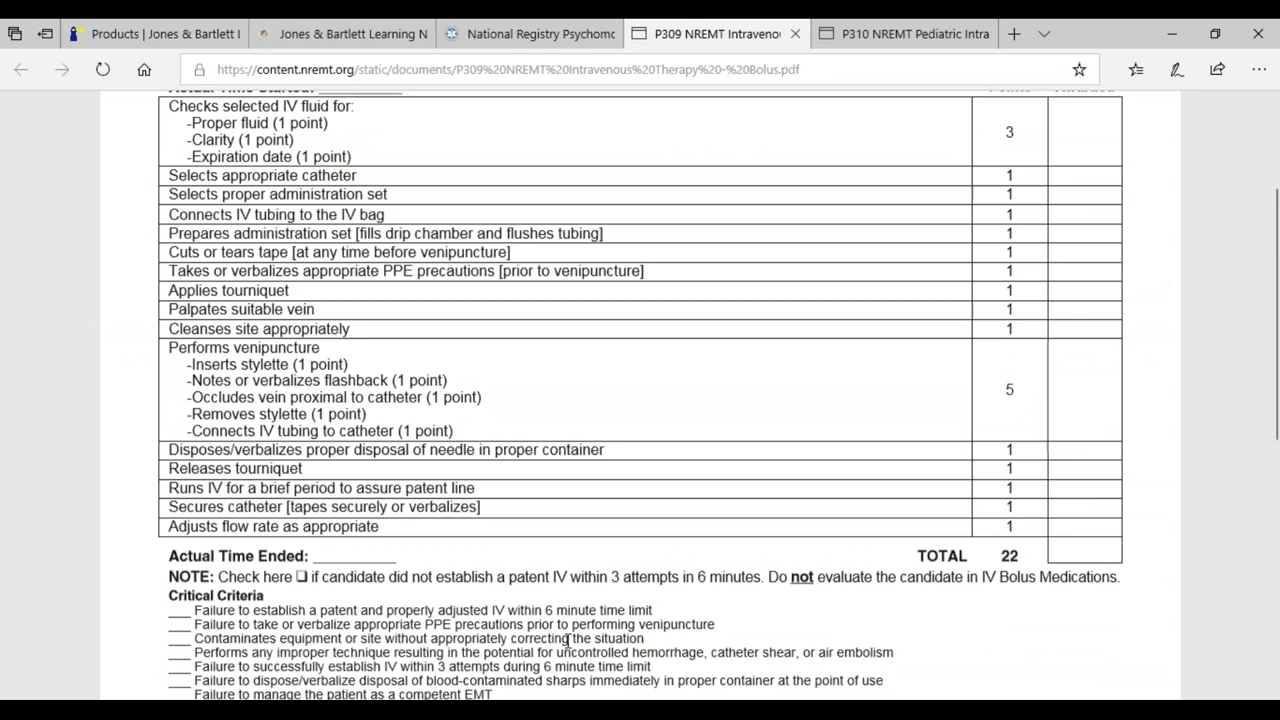 Products | Jones & Bartlett l
Jones & Bartlett Learning N
National Registry Psychomo
P309 NREMT Intraveno
P310 NREMT Pediatric Intra
https://content.nremt.org/static/documents/P309%20NREMT%20Intravenous%20Therapy%20-%20Bolus.pdf
Actual Time Started: __________
Checks selected IV fluid for:
-Proper fluid (1 point)
-Clarity (1 point)
-Expiration date (1 point)
3
Selects appropriate catheter 1
Selects proper administration set 1
Connects IV tubing to the IV bag 1
Prepares administration set [fills drip chamber and flushes tubing] 1
Cuts or tears tape [at any time before venipuncture] 1
Takes or verbalizes appropriate PPE precautions [prior to venipuncture] 1
Applies tourniquet 1
Palpates suitable vein 1
Cleanses site appropriately 1
Performs venipuncture
-Inserts stylette (1 point)
-Notes or verbalizes flashback (1 point)
-Occludes vein proximal to catheter (1 point)
-Removes stylette (1 point)
-Connects IV tubing to catheter (1 point)
5
Disposes/verbalizes proper disposal of needle in proper container 1
Releases tourniquet 1
Runs IV for a brief period to assure patent line 1
Secures catheter [tapes securely or verbalizes] 1
Adjusts flow rate as appropriate 1
Actual Time Ended: __________ TOTAL 22
NOTE: Check here ❑ if candidate did not establish a patent IV within 3 attempts in 6 minutes. Do not evaluate the candidate in IV Bolus Medications.
Critical Criteria
___ Failure to establish a patent and properly adjusted IV within 6 minute time limit
___ Failure to take or verbalize appropriate PPE precautions prior to performing venipuncture
___ Contaminates equipment or site without appropriately correcting the situation
___ Performs any improper technique resulting in the potential for uncontrolled hemorrhage, catheter shear, or air embolism
___ Failure to successfully establish IV within 3 attempts during 6 minute time limit
___ Failure to dispose/verbalize disposal of blood-contaminated sharps immediately in proper container at the point of use
___ Failure to manage the patient as a competent EMT